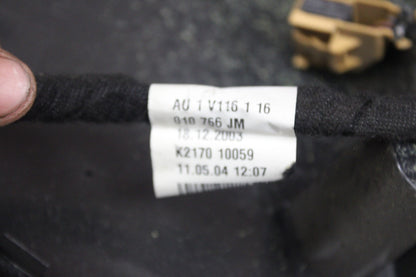 AU 1 V116 1 16
910 766 JM
18.12.2003
K2170 10059
11.05.04 12:07